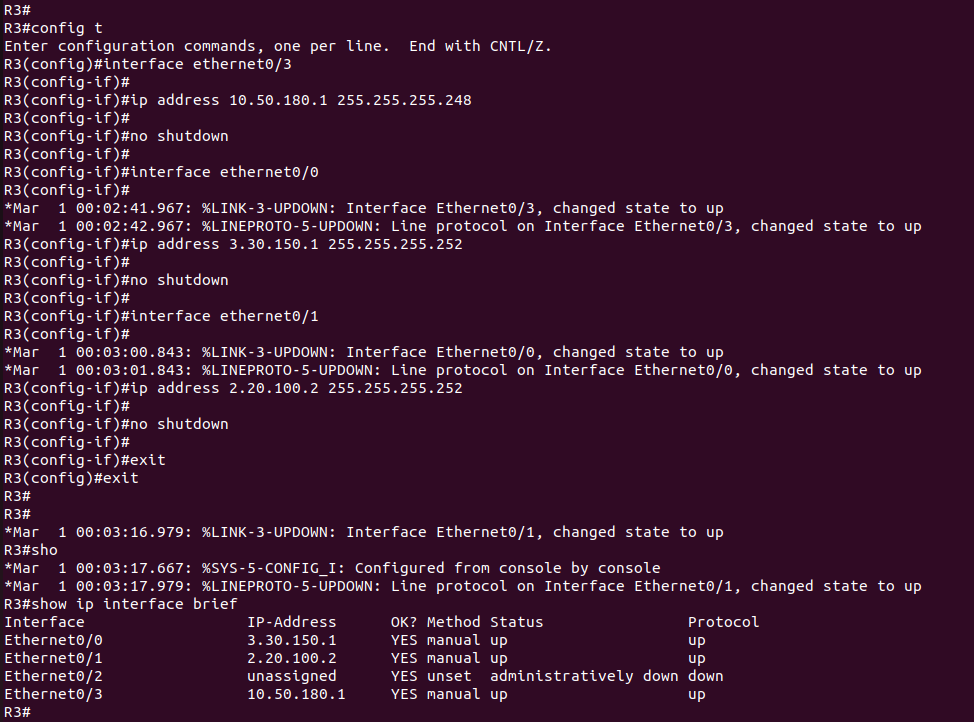 R3#
R3#config t
Enter configuration commands, one per line.  End with CNTL/Z.
R3(config)#interface ethernet0/3
R3(config-if)#
R3(config-if)#ip address 10.50.180.1 255.255.255.248
R3(config-if)#
R3(config-if)#no shutdown
R3(config-if)#
R3(config-if)#interface ethernet0/0
R3(config-if)#
*Mar  1 00:02:41.967: %LINK-3-UPDOWN: Interface Ethernet0/3, changed state to up
*Mar  1 00:02:42.967: %LINEPROTO-5-UPDOWN: Line protocol on Interface Ethernet0/3, changed state to up
R3(config-if)#ip address 3.30.150.1 255.255.255.252
R3(config-if)#
R3(config-if)#no shutdown
R3(config-if)#
R3(config-if)#interface ethernet0/1
R3(config-if)#
*Mar  1 00:03:00.843: %LINK-3-UPDOWN: Interface Ethernet0/0, changed state to up
*Mar  1 00:03:01.843: %LINEPROTO-5-UPDOWN: Line protocol on Interface Ethernet0/0, changed state to up
R3(config-if)#ip address 2.20.100.2 255.255.255.252
R3(config-if)#
R3(config-if)#no shutdown
R3(config-if)#
R3(config-if)#exit
R3(config)#exit
R3#
R3#
*Mar  1 00:03:16.979: %LINK-3-UPDOWN: Interface Ethernet0/1, changed state to up
R3#sho
*Mar  1 00:03:17.667: %SYS-5-CONFIG_I: Configured from console by console
*Mar  1 00:03:17.979: %LINEPROTO-5-UPDOWN: Line protocol on Interface Ethernet0/1, changed state to up
R3#show ip interface brief
Interface                  IP-Address      OK? Method Status                Protocol
Ethernet0/0                3.30.150.1      YES manual up                    up
Ethernet0/1                2.20.100.2      YES manual up                    up
Ethernet0/2                unassigned      YES unset  administratively down down
Ethernet0/3                10.50.180.1     YES manual up                    up
R3#